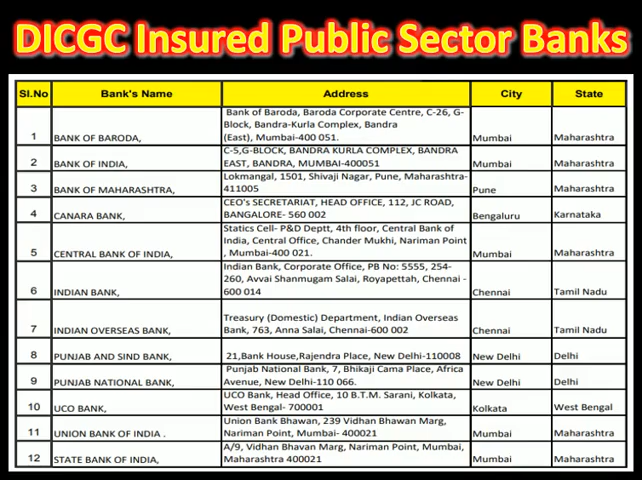 DICGC Insured Public Sector Banks
Sl.No Bank's Name Address City State
1 BANK OF BARODA, Bank of Baroda, Baroda Corporate Centre, C-26, G-
Block, Bandra-Kurla Complex, Bandra
(East), Mumbai-400 051. Mumbai Maharashtra
2 BANK OF INDIA, C-5,G-BLOCK, BANDRA KURLA COMPLEX, BANDRA
EAST, BANDRA, MUMBAI-400051 Mumbai Maharashtra
3 BANK OF MAHARASHTRA, Lokmangal, 1501, Shivaji Nagar, Pune, Maharashtra-
411005 Pune Maharashtra
4 CANARA BANK, CEO's SECRETARIAT, HEAD OFFICE, 112, JC ROAD,
BANGALORE- 560 002 Bengaluru Karnataka
5 CENTRAL BANK OF INDIA, Statics Cell- P&D Deptt, 4th floor, Central Bank of
India, Central Office, Chander Mukhi, Nariman Point
, Mumbai-400 021. Mumbai Maharashtra
6 INDIAN BANK, Indian Bank, Corporate Office, PB No: 5555, 254-
260, Avvai Shanmugam Salai, Royapettah, Chennai -
600 014 Chennai Tamil Nadu
7 INDIAN OVERSEAS BANK, Treasury (Domestic) Department, Indian Overseas
Bank, 763, Anna Salai, Chennai-600 002 Chennai Tamil Nadu
8 PUNJAB AND SIND BANK, 21,Bank House,Rajendra Place, New Delhi-110008 New Delhi Delhi
9 PUNJAB NATIONAL BANK, Punjab National Bank, 7, Bhikaji Cama Place, Africa
Avenue, New Delhi-110 066. New Delhi Delhi
10 UCO BANK, UCO Bank, Head Office, 10 B.T.M. Sarani, Kolkata,
West Bengal- 700001 Kolkata West Bengal
11 UNION BANK OF INDIA . Union Bank Bhavan, 239 Vidhan Bhawan Marg,
Nariman Point, Mumbai- 400021 Mumbai Maharashtra
12 STATE BANK OF INDIA, A/9, Vidhan Bhavan Marg, Nariman Point, Mumbai,
Maharashtra 400021 Mumbai Maharashtra